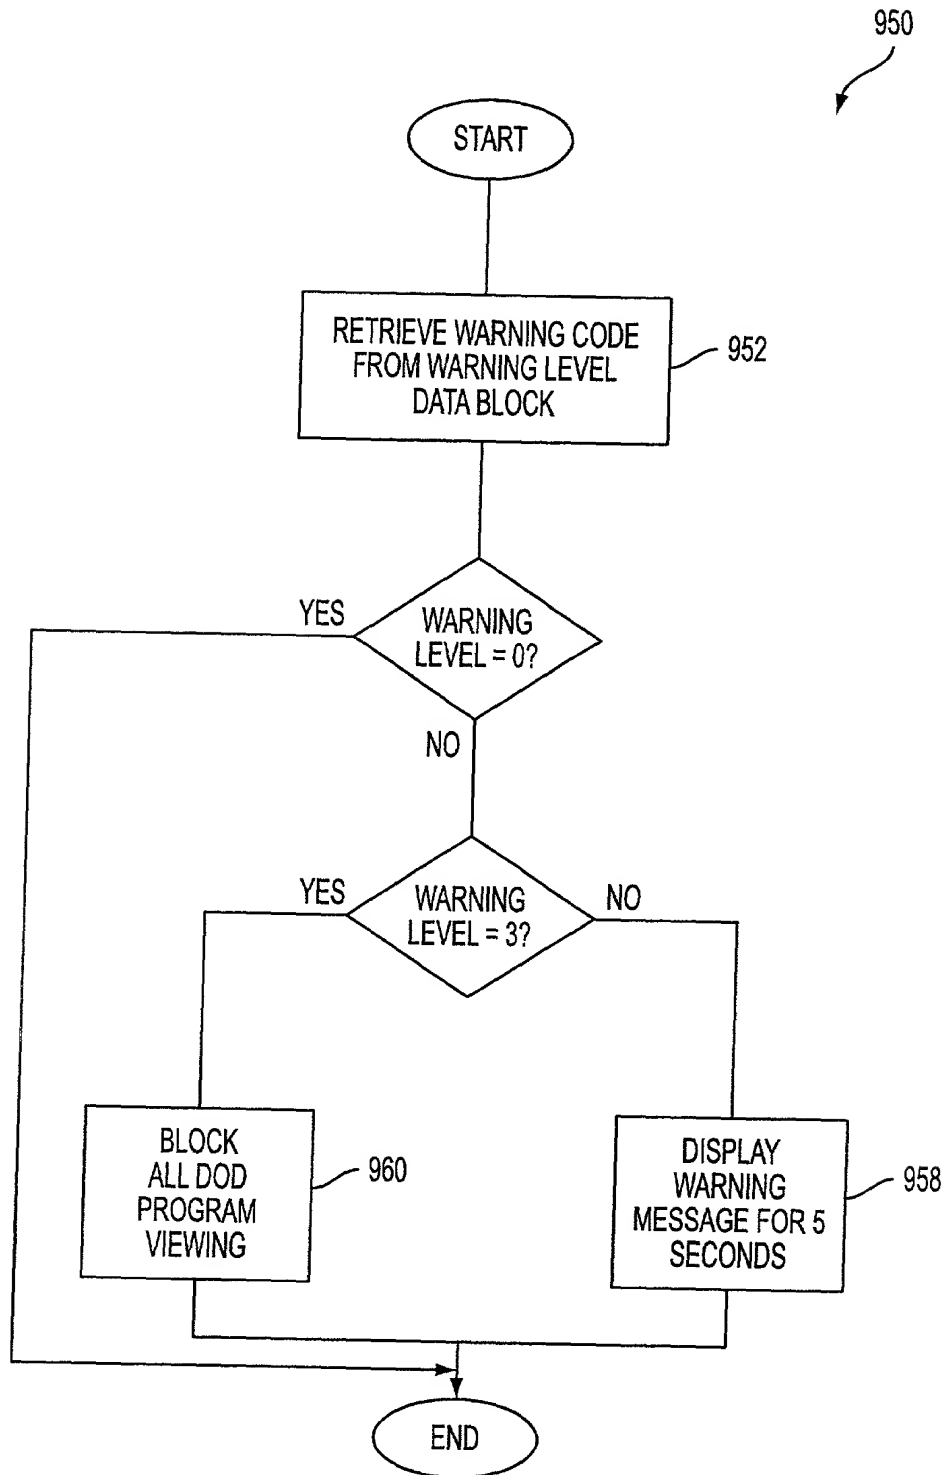 950
START
RETRIEVE WARNING CODE
FROM WARNING LEVEL
DATA BLOCK
952
YES
WARNING
LEVEL = 0?
NO
YES
WARNING
LEVEL = 3?
NO
BLOCK
ALL DOD
PROGRAM
VIEWING
960
DISPLAY
WARNING
MESSAGE FOR 5
SECONDS
958
END